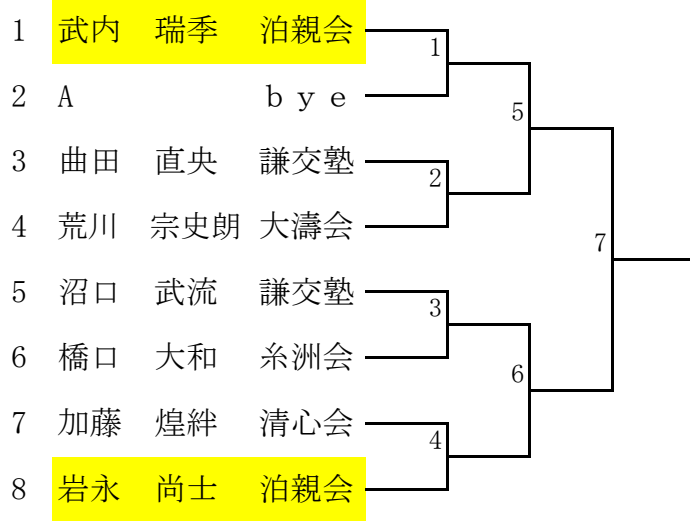 1 武内 瑞季 泊親会
1
2 A ｂｙｅ
5
3 曲田 直央 謙交塾
2
4 荒川 宗史朗 大濤会
7
5 沼口 武流 謙交塾
3
6 橋口 大和 糸洲会
6
7 加藤 煌絆 清心会
4
8 岩永 尚士 泊親会